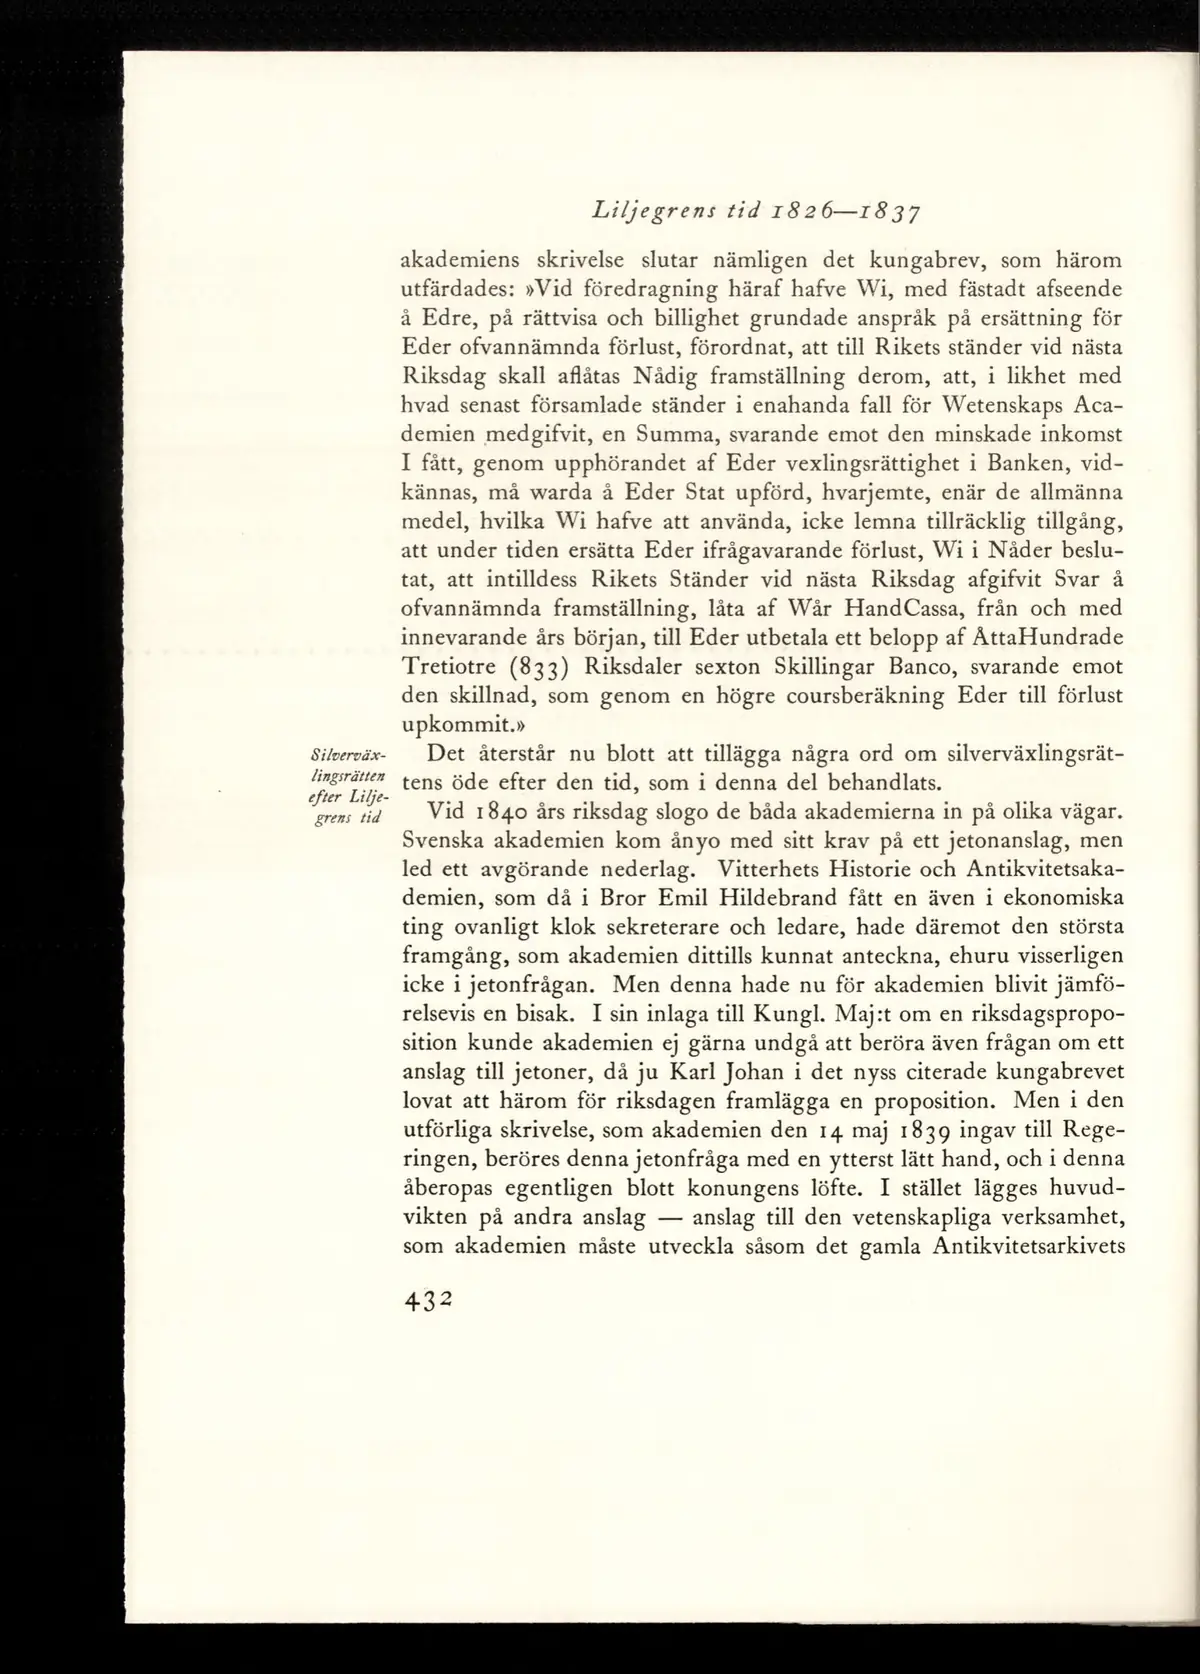 Liljegrens tid 1826—1837
akademiens skrivelse slutar nämligen det kungabrev, som härom
utfärdades: »Vid föredragning häraf hafve Wi, med fästadt afseende
å Edre, på rättvisa och billighet grundade anspråk på ersättning för
Eder ofvannämnda förlust, förordnat, att till Rikets ständer vid nästa
Riksdag skall aflåtas Nådig framställning derom, att, i likhet med
hvad senast församlade ständer i enahanda fall för Wetenskaps Aca-
demien medgifvit, en Summa, svarande emot den minskade inkomst
I fått, genom upphörandet af Eder vexlingsrättighet i Banken, vid-
kännas, må warda å Eder Stat upförd, hvarjemte, enär de allmänna
medel, hvilka Wi hafve att använda, icke lemna tillräcklig tillgång,
att under tiden ersätta Eder ifrågavarande förlust, Wi i Nåder beslu-
tat, att intilldess Rikets Ständer vid nästa Riksdag afgifvit Svar å
ofvannämnda framställning, låta af Wår HandCassa, från och med
innevarande års början, till Eder utbetala ett belopp af ÅttaHundrade
Tretiotre (833) Riksdaler sexton Skillingar Banco, svarande emot
den skillnad, som genom en högre coursberäkning Eder till förlust
upkommit.»
Silverväx-
lingsrätten
efter Lilje-
grens tid
Det återstår nu blott att tillägga några ord om silverväxlingsrät-
tens öde efter den tid, som i denna del behandlats.
Vid 1840 års riksdag slogo de båda akademierna in på olika vägar.
Svenska akademien kom ånyo med sitt krav på ett jetonanslag, men
led ett avgörande nederlag. Vitterhets Historie och Antikvitetsaka-
demien, som då i Bror Emil Hildebrand fått en även i ekonomiska
ting ovanligt klok sekreterare och ledare, hade däremot den största
framgång, som akademien dittills kunnat anteckna, ehuru visserligen
icke i jetonfrågan. Men denna hade nu för akademien blivit jämfö-
relsevis en bisak. I sin inlaga till Kungl. Maj:t om en riksdagspropo-
sition kunde akademien ej gärna undgå att beröra även frågan om ett
anslag till jetoner, då ju Karl Johan i det nyss citerade kungabrevet
lovat att härom för riksdagen framlägga en proposition. Men i den
utförliga skrivelse, som akademien den 14 maj 1839 ingav till Rege-
ringen, beröres denna jetonfråga med en ytterst lätt hand, och i denna
åberopas egentligen blott konungens löfte. I stället lägges huvud-
vikten på andra anslag — anslag till den vetenskapliga verksamhet,
som akademien måste utveckla såsom det gamla Antikvitetsarkivets
432